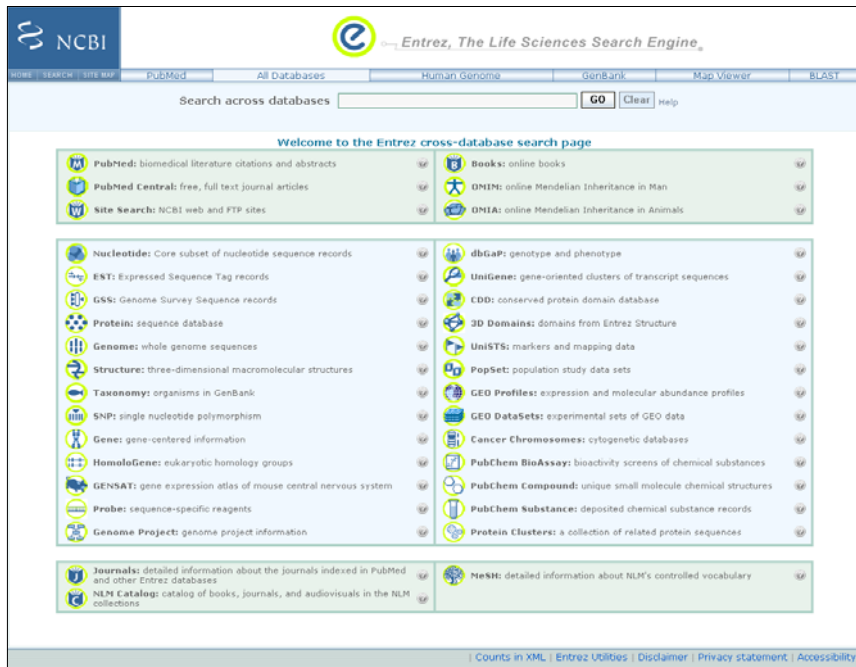 NCBI
e Entrez, The Life Sciences Search Engine
HOME | SEARCH | SITE MAP PubMed All Databases Human Genome GenBank Map Viewer BLAST
Search across databases GO Clear Help
Welcome to the Entrez cross-database search page
PubMed: biomedical literature citations and abstracts
PubMed Central: free, full text journal articles
Site Search: NCBI web and FTP sites
Books: online books
OMIM: online Mendelian Inheritance in Man
OMIA: online Mendelian Inheritance in Animals
Nucleotide: Core subset of nucleotide sequence records
EST: Expressed Sequence Tag records
GSS: Genome Survey Sequence records
Protein: sequence database
Genome: whole genome sequences
Structure: three-dimensional macromolecular structures
Taxonomy: organisms in GenBank
SNP: single nucleotide polymorphism
Gene: gene-centered information
HomoloGene: eukaryotic homology groups
GENSAT: gene expression atlas of mouse central nervous system
Probe: sequence-specific reagents
Genome Project: genome project information
dbGaP: genotype and phenotype
UniGene: gene-oriented clusters of transcript sequences
CDD: conserved protein domain database
3D Domains: domains from Entrez Structure
UniSTS: markers and mapping data
PopSet: population study data sets
GEO Profiles: expression and molecular abundance profiles
GEO DataSets: experimental sets of GEO data
Cancer Chromosomes: cytogenetic databases
PubChem BioAssay: bioactivity screens of chemical substances
PubChem Compound: unique small molecule chemical structures
PubChem Substance: deposited chemical substance records
Protein Clusters: a collection of related protein sequences
Journals: detailed information about the journals indexed in PubMed
and other Entrez databases
NLM Catalog: catalog of books, journals, and audiovisuals in the NLM
collections
MeSH: detailed information about NLM's controlled vocabulary
| Counts in XML | Entrez Utilities | Disclaimer | Privacy statement | Accessibility